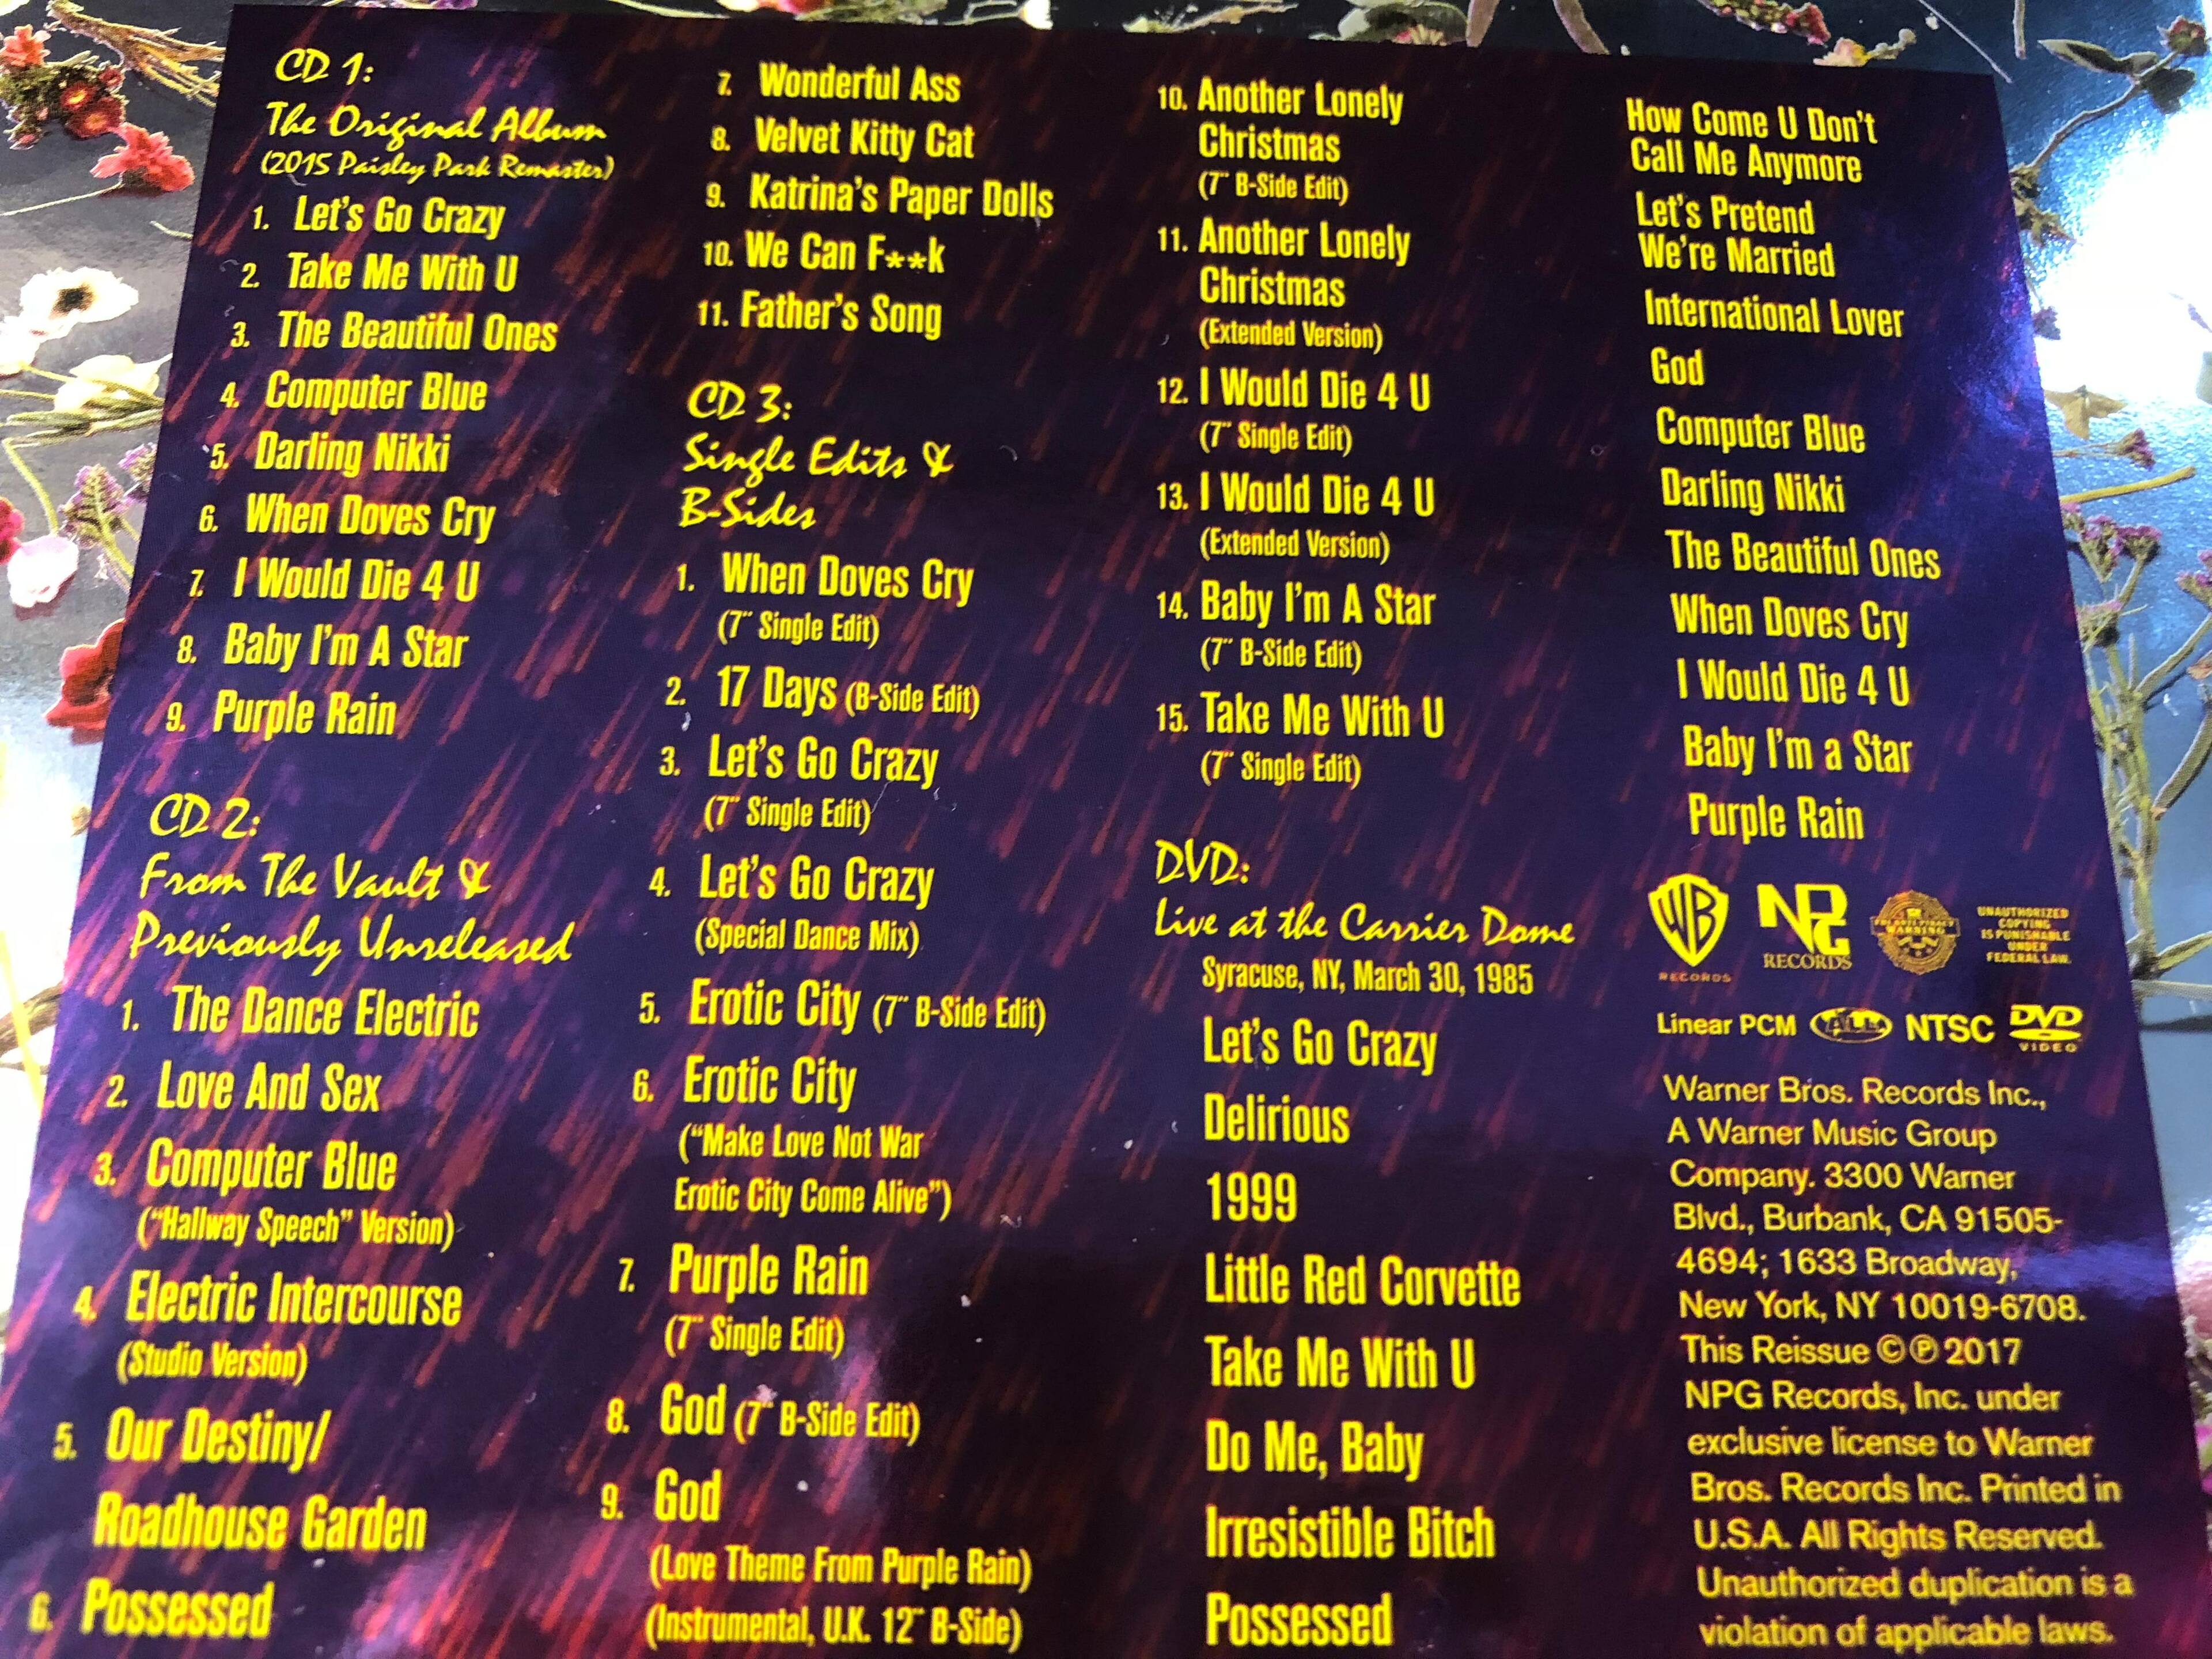 CD 1:
The Original Album
(2015 Paisley Park Remaster)
1. Let's Go Crazy
2. Take Me With U
3. The Beautiful Ones
4. Computer Blue
5. Darling Nikki
6. When Doves Cry
7. I Would Die 4 U
8. Baby I'm A Star
9. Purple Rain
CD 2:
From The Vault &
Previously Unreleased
1. The Dance Electric
2. Love And Sex
3. Computer Blue
("Hallway Speech" Version)
4. Electric Intercourse
(Studio Version)
5. Our Destiny/
Roadhouse Garden
6. Possessed
7. Wonderful Ass
8. Velvet Kitty Cat
9. Katrina's Paper Dolls
10. We Can F**k
11. Father's Song
CD 3:
Single Edits &
B-Sides
1. When Doves Cry
(7" Single Edit)
2. 17 Days (B-Side Edit)
3. Let's Go Crazy
(7" Single Edit)
4. Let's Go Crazy
(Special Dance Mix)
5. Erotic City (7" B-Side Edit)
6. Erotic City
("Make Love Not War
Erotic City Come Alive")
7. Purple Rain
(7" Single Edit)
8. God (7" B-Side Edit)
9. God
(Love Theme From Purple Rain)
(Instrumental, U.K. 12" B-Side)
10. Another Lonely
Christmas
(7" B-Side Edit)
11. Another Lonely
Christmas
(Extended Version)
12. I Would Die 4 U
(7" Single Edit)
13. I Would Die 4 U
(Extended Version)
14. Baby I'm A Star
(7" B-Side Edit)
15. Take Me With U
(7" Single Edit)
DVD:
Live at the Carrier Dome
Syracuse, NY, March 30, 1985
Let's Go Crazy
Delirious
1999
Little Red Corvette
Take Me With U
Do Me, Baby
Irresistible Bitch
Possessed
How Come U Don't
Call Me Anymore
Let's Pretend
We're Married
International Lover
God
Computer Blue
Darling Nikki
The Beautiful Ones
When Doves Cry
I Would Die 4 U
Baby I'm a Star
Purple Rain
WB
RECORDS
NPG
RECORDS
WARNING
UNAUTHORIZED
COPYING
IS PUNISHABLE
UNDER
FEDERAL LAW.
Linear PCM ALL NTSC DVD
VIDEO
Warner Bros. Records Inc.,
A Warner Music Group
Company. 3300 Warner
Blvd., Burbank, CA 91505-
4694; 1633 Broadway,
New York, NY 10019-6708.
This Reissue ©℗ 2017
NPG Records, Inc. under
exclusive license to Warner
Bros. Records Inc. Printed in
U.S.A. All Rights Reserved.
Unauthorized duplication is a
violation of applicable laws.